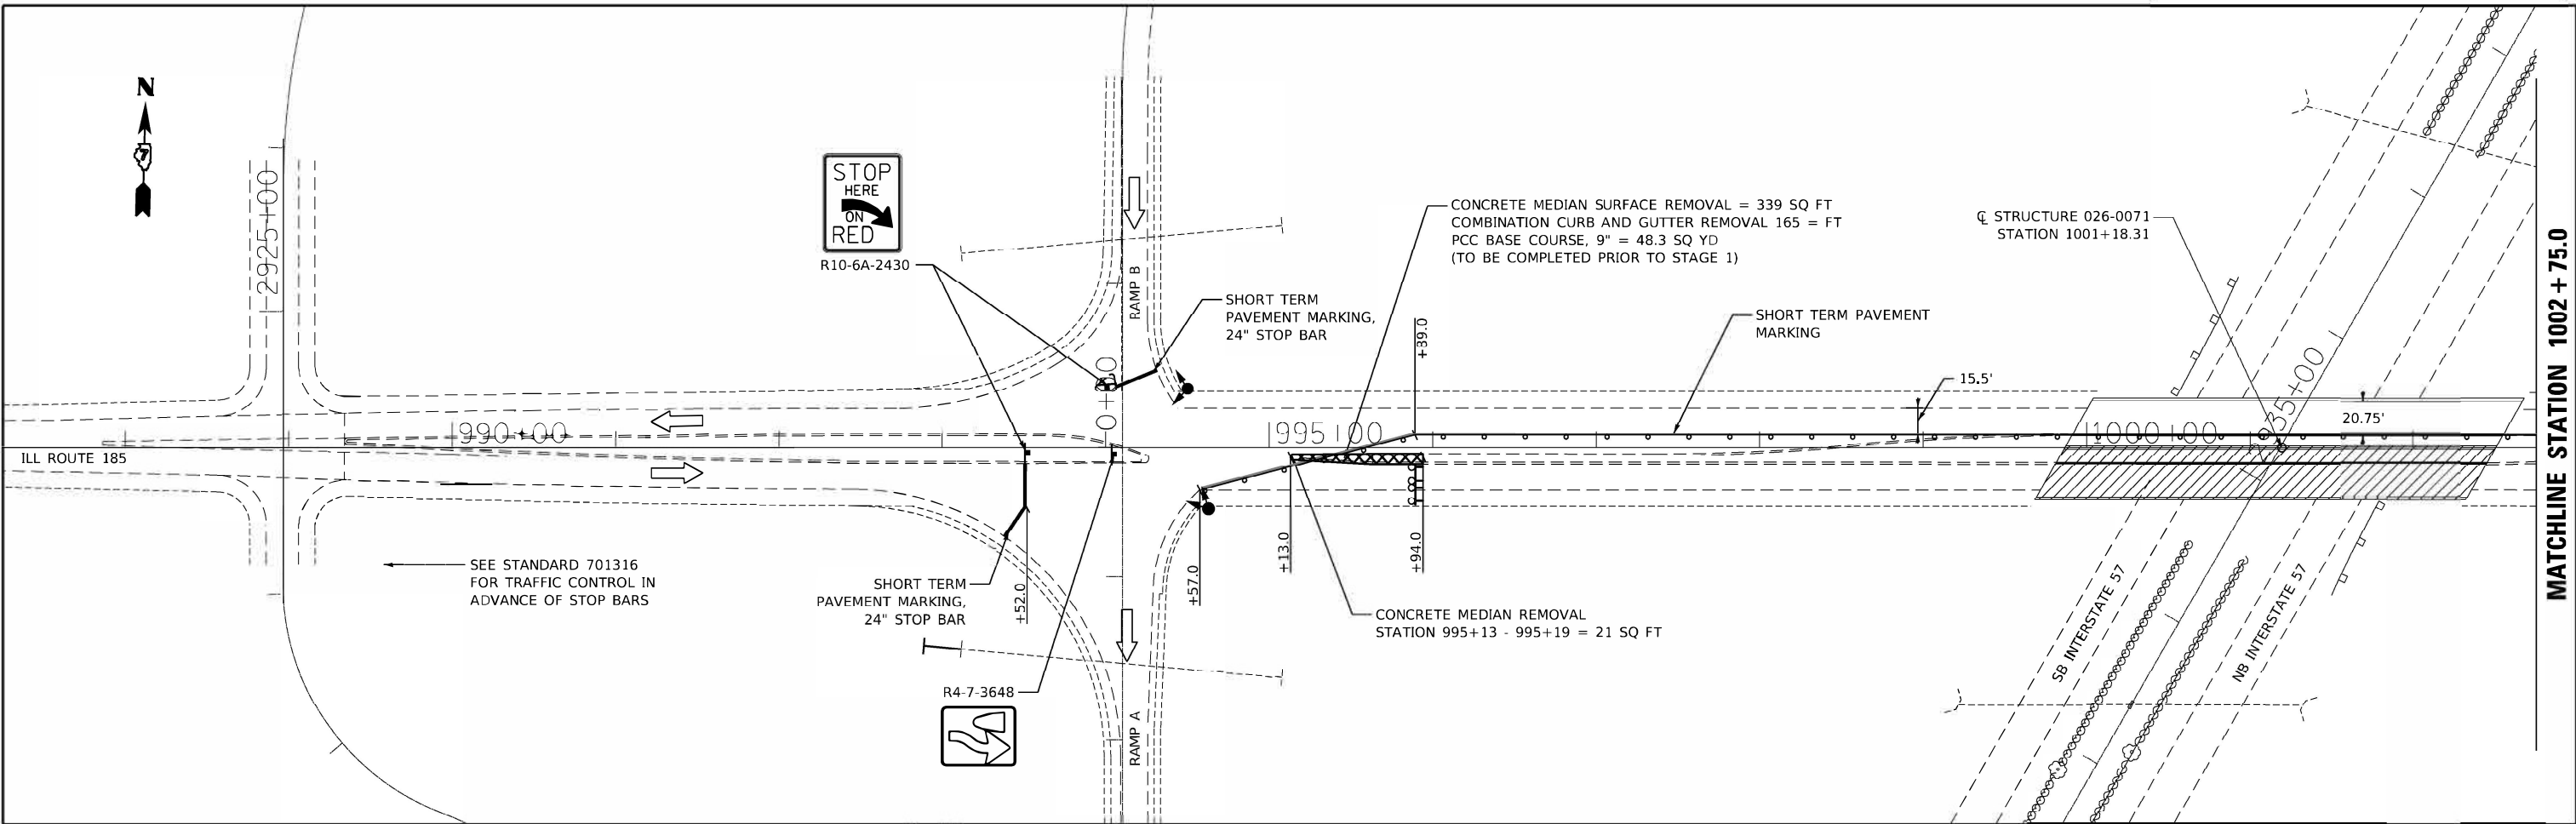 N
7
2925+00
STOP
HERE
ON
RED
R10-6A-2430
RAMP B
SHORT TERM
PAVEMENT MARKING,
24" STOP BAR
CONCRETE MEDIAN SURFACE REMOVAL = 339 SQ FT
COMBINATION CURB AND GUTTER REMOVAL 165 = FT
PCC BASE COURSE, 9" = 48.3 SQ YD
(TO BE COMPLETED PRIOR TO STAGE 1)
℄ STRUCTURE 026-0071
STATION 1001+18.31
+89.0
SHORT TERM PAVEMENT
MARKING
15.5'
20.75'
MATCHLINE STATION 1002 + 75.0
ILL ROUTE 185
990+00
995+00
1000+00
SEE STANDARD 701316
FOR TRAFFIC CONTROL IN
ADVANCE OF STOP BARS
SHORT TERM
PAVEMENT MARKING,
24" STOP BAR
+52.0
+57.0
+13.0
+94.0
CONCRETE MEDIAN REMOVAL
STATION 995+13 - 995+19 = 21 SQ FT
R4-7-3648
RAMP A
SB INTERSTATE 57
NB INTERSTATE 57